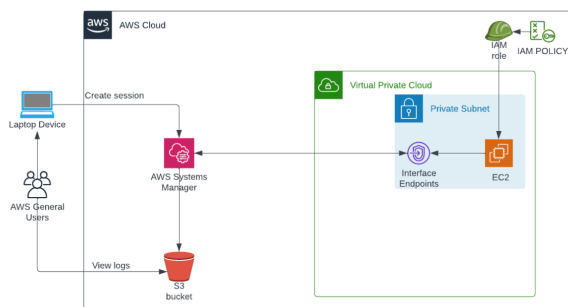 aws
AWS Cloud
IAM
role
IAM POLICY
Virtual Private Cloud
Create session
Private Subnet
Laptop Device
AWS Systems
Manager
Interface
Endpoints
EC2
AWS General
Users
View logs
S3
bucket